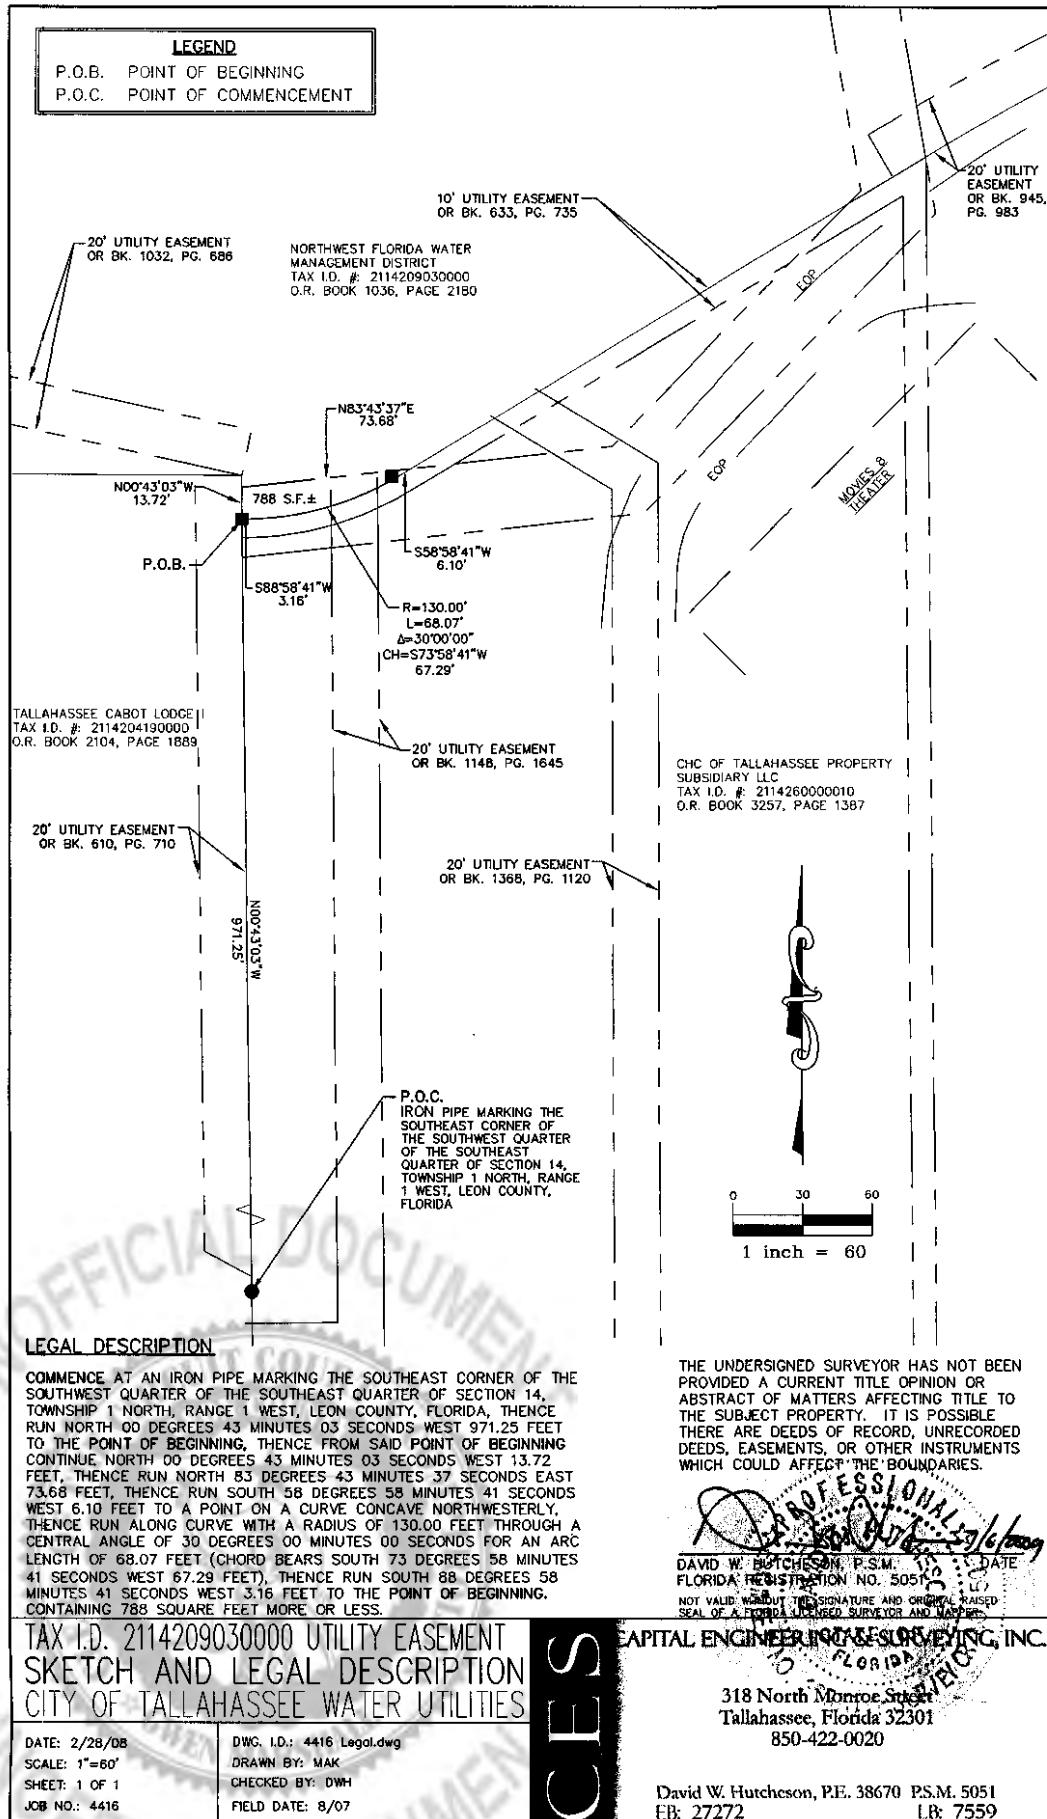 LEGEND
P.O.B. POINT OF BEGINNING
P.O.C. POINT OF COMMENCEMENT
20' UTILITY EASEMENT
OR BK. 1032, PG. 686
NORTHWEST FLORIDA WATER
MANAGEMENT DISTRICT
TAX I.D. #: 2114209030000
O.R. BOOK 1036, PAGE 2180
10' UTILITY EASEMENT
OR BK. 633, PG. 735
20' UTILITY
EASEMENT
OR BK. 945,
PG. 983
EOP
EOP
MOVIES 8
THEATER
N83°43'37"E
73.68'
N00°43'03"W
13.72'
788 S.F.±
P.O.B.
S88°58'41"W
3.16'
S58°58'41"W
6.10'
R=130.00'
L=68.07'
Δ=30°00'00"
CH=S73°58'41"W
67.29'
TALLAHASSEE CABOT LODGE
TAX I.D. #: 2114204190000
O.R. BOOK 2104, PAGE 1889
20' UTILITY EASEMENT
OR BK. 1148, PG. 1645
CHC OF TALLAHASSEE PROPERTY
SUBSIDIARY LLC
TAX I.D. #: 2114260000010
O.R. BOOK 3257, PAGE 1387
20' UTILITY EASEMENT
OR BK. 610, PG. 710
20' UTILITY EASEMENT
OR BK. 1368, PG. 1120
N00°43'03"W
971.25'
P.O.C.
IRON PIPE MARKING THE
SOUTHEAST CORNER OF
THE SOUTHWEST QUARTER
OF THE SOUTHEAST
QUARTER OF SECTION 14,
TOWNSHIP 1 NORTH, RANGE
1 WEST, LEON COUNTY,
FLORIDA
0 30 60
1 inch = 60
UNOFFICIAL DOCUMENT
LEGAL DESCRIPTION
COMMENCE AT AN IRON PIPE MARKING THE SOUTHEAST CORNER OF THE
SOUTHWEST QUARTER OF THE SOUTHEAST QUARTER OF SECTION 14,
TOWNSHIP 1 NORTH, RANGE 1 WEST, LEON COUNTY, FLORIDA, THENCE
RUN NORTH 00 DEGREES 43 MINUTES 03 SECONDS WEST 971.25 FEET
TO THE POINT OF BEGINNING, THENCE FROM SAID POINT OF BEGINNING
CONTINUE NORTH 00 DEGREES 43 MINUTES 03 SECONDS WEST 13.72
FEET, THENCE RUN NORTH 83 DEGREES 43 MINUTES 37 SECONDS EAST
73.68 FEET, THENCE RUN SOUTH 58 DEGREES 58 MINUTES 41 SECONDS
WEST 6.10 FEET TO A POINT ON A CURVE CONCAVE NORTHWESTERLY,
THENCE RUN ALONG CURVE WITH A RADIUS OF 130.00 FEET THROUGH A
CENTRAL ANGLE OF 30 DEGREES 00 MINUTES 00 SECONDS FOR AN ARC
LENGTH OF 68.07 FEET (CHORD BEARS SOUTH 73 DEGREES 58 MINUTES
41 SECONDS WEST 67.29 FEET), THENCE RUN SOUTH 88 DEGREES 58
MINUTES 41 SECONDS WEST 3.16 FEET TO THE POINT OF BEGINNING.
CONTAINING 788 SQUARE FEET MORE OR LESS.
THE UNDERSIGNED SURVEYOR HAS NOT BEEN
PROVIDED A CURRENT TITLE OPINION OR
ABSTRACT OF MATTERS AFFECTING TITLE TO
THE SUBJECT PROPERTY. IT IS POSSIBLE
THERE ARE DEEDS OF RECORD, UNRECORDED
DEEDS, EASEMENTS, OR OTHER INSTRUMENTS
WHICH COULD AFFECT THE BOUNDARIES.
PROFESSIONAL
DAVID W. HUTCHESON, P.S.M. DATE
FLORIDA REGISTRATION NO. 5051
NOT VALID WITHOUT THE SIGNATURE AND ORIGINAL RAISED
SEAL OF A FLORIDA LICENSED SURVEYOR AND MAPPER.
FLORIDA
TAX I.D. 2114209030000 UTILITY EASEMENT
SKETCH AND LEGAL DESCRIPTION
CITY OF TALLAHASSEE WATER UTILITIES
DATE: 2/28/08
SCALE: 1"=60'
SHEET: 1 OF 1
JOB NO.: 4416
DWG. I.D.: 4416 Legal.dwg
DRAWN BY: MAK
CHECKED BY: DWH
FIELD DATE: 8/07
CES
CAPITAL ENGINEERING & SURVEYING, INC.
318 North Monroe Street
Tallahassee, Florida 32301
850-422-0020
David W. Hutcheson, P.E. 38670 P.S.M. 5051
EB: 27272 LB: 7559